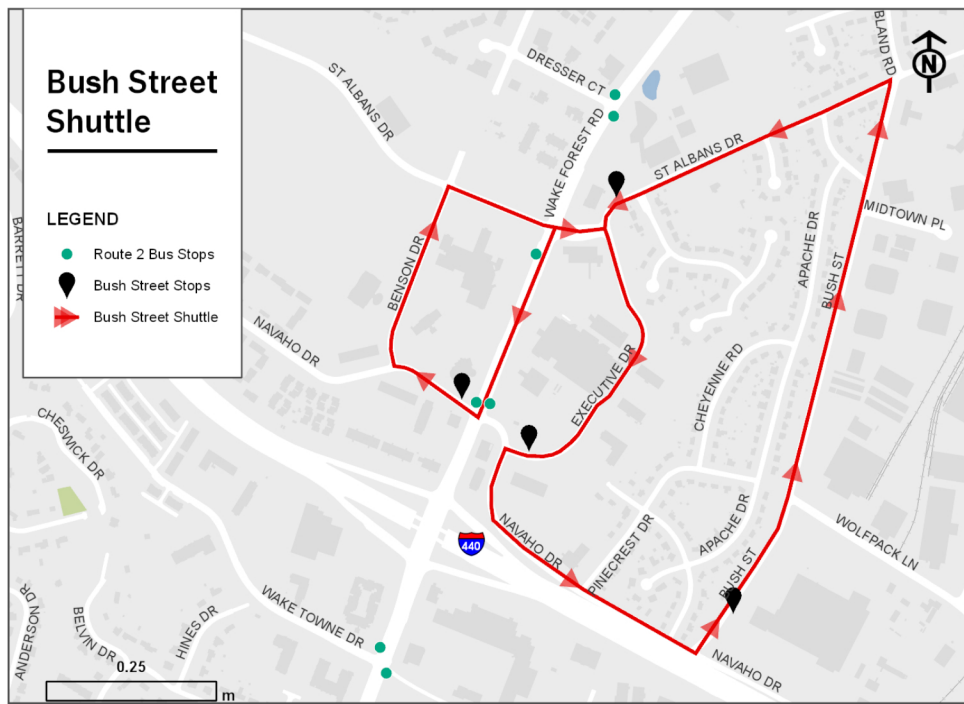 Bush Street
Shuttle
LEGEND
Route 2 Bus Stops
Bush Street Stops
Bush Street Shuttle
N
BLAND RD
DRESSER CT
ST ALBANS DR
WAKE FOREST RD
ST ALBANS DR
MIDTOWN PL
BARRETT DR
BENSON DR
APACHE DR
BUSH ST
NAVAHO DR
EXECUTIVE DR
CHEYENNE RD
CHESWICK DR
NAVAHO DR
440
PINECREST DR
APACHE DR
WOLFPACK LN
BUSH ST
WAKE TOWNE DR
HINES DR
BELVIN DR
ANDERSON DR
NAVAHO DR
0.25
m